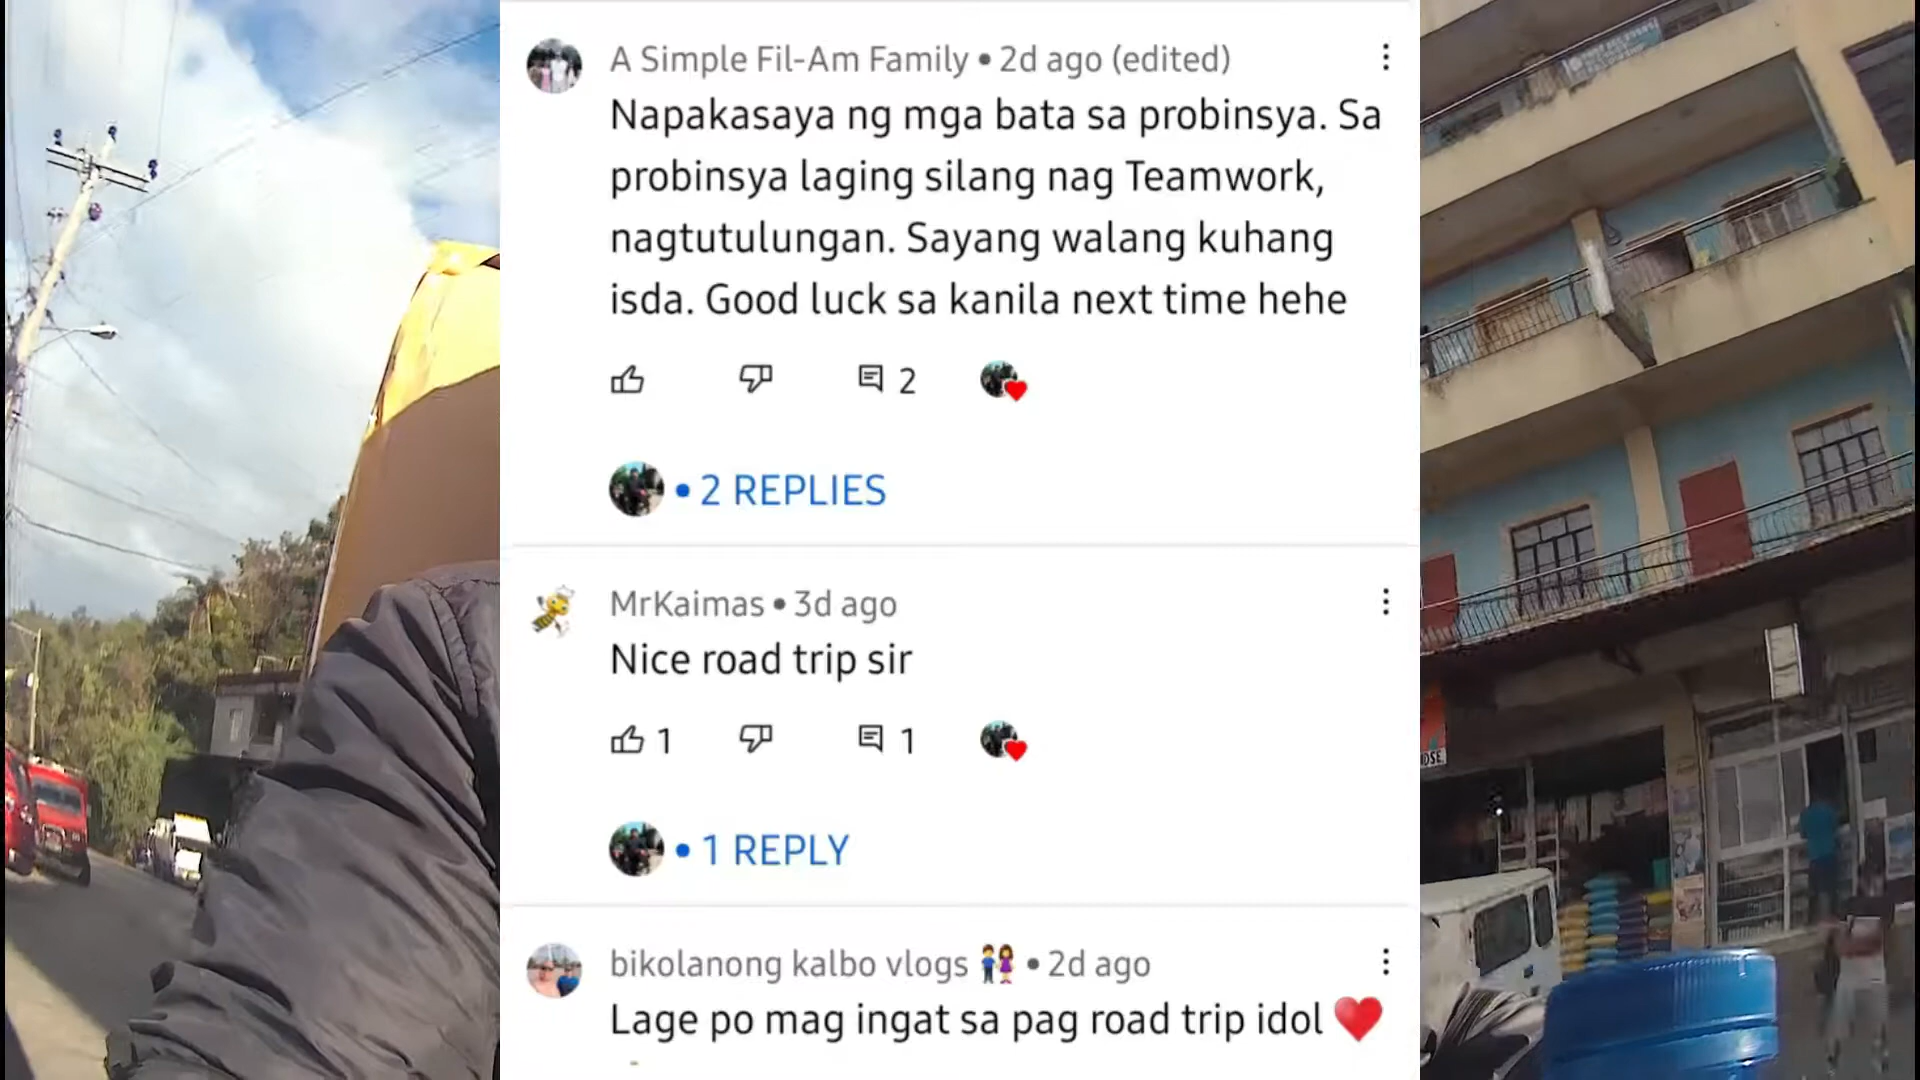 A Simple Fil-Am Family • 2d ago (edited)
Napakasaya ng mga bata sa probinsya. Sa
probinsya laging silang nag Teamwork,
nagtutulungan. Sayang walang kuhang
isda. Good luck sa kanila next time hehe
2
• 2 REPLIES
MrKaimas • 3d ago
Nice road trip sir
1 1
• 1 REPLY
bikolanong kalbo vlogs 👫 • 2d ago
Lage po mag ingat sa pag road trip idol ❤️